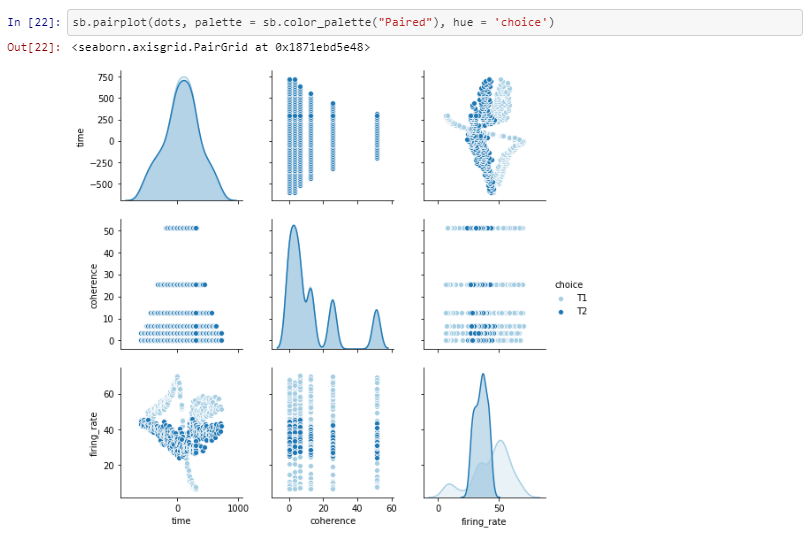 In [22]: sb.pairplot(dots, palette = sb.color_palette("Paired"), hue = 'choice')
Out[22]: <seaborn.axisgrid.PairGrid at 0x1871ebd5e48>
750
500
250
0
−250
−500
time
50
40
30
20
10
0
coherence
choice
T1
T2
60
40
20
firing_rate
0 1000
time
0 20 40 60
coherence
0 50
firing_rate